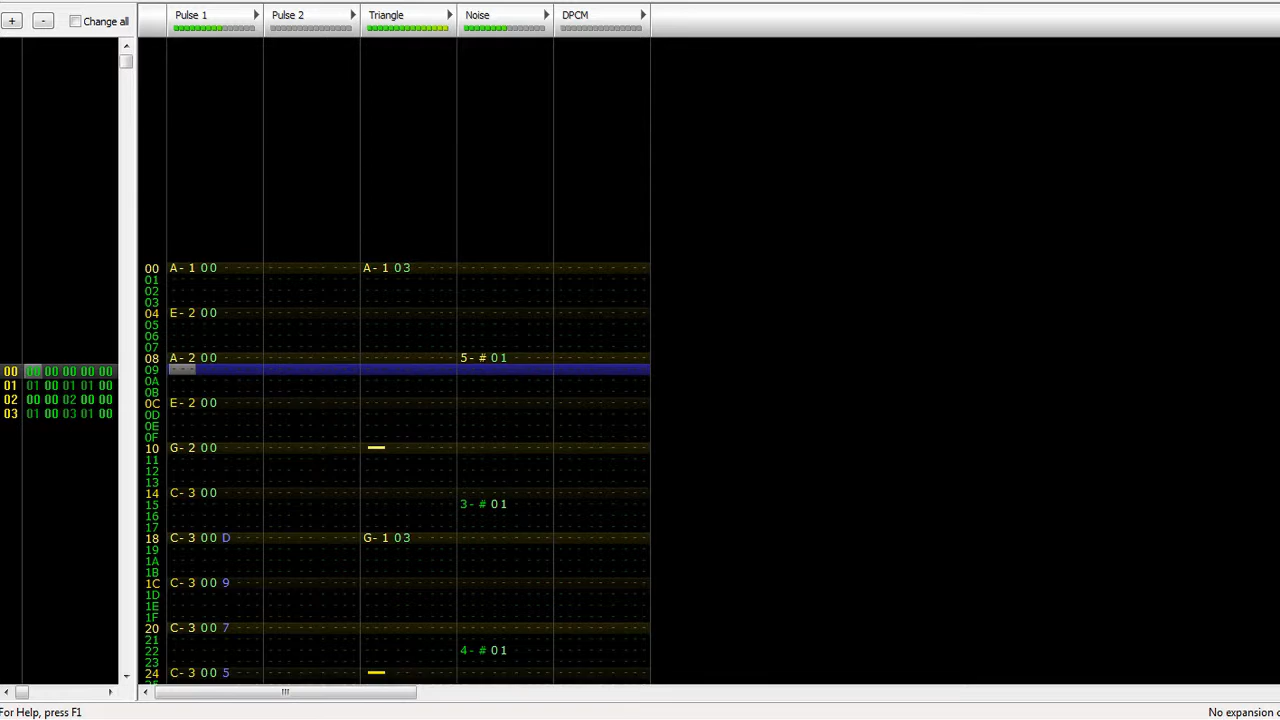 + - Change all Pulse 1 Pulse 2 Triangle Noise DPCM
00 A-1 00 A-1 03
01
02
03
04 E-2 00
05
06
07
08 A-2 00 5-# 01
00 00 00 00 00 00 09
0A
01 01 00 01 01 00
0B
02 00 00 02 00 00 0C E-2 00
03 01 00 03 01 00 0D
0E
0F
10 G-2 00
11
12
13
14 C-3 00
15 3-# 01
16
17
18 C-3 00 D G-1 03
19
1A
1B
1C C-3 00 9
1D
1E
1F
20 C-3 00 7
21
22 4-# 01
23
24 C-3 00 5
For Help, press F1 No expansion c